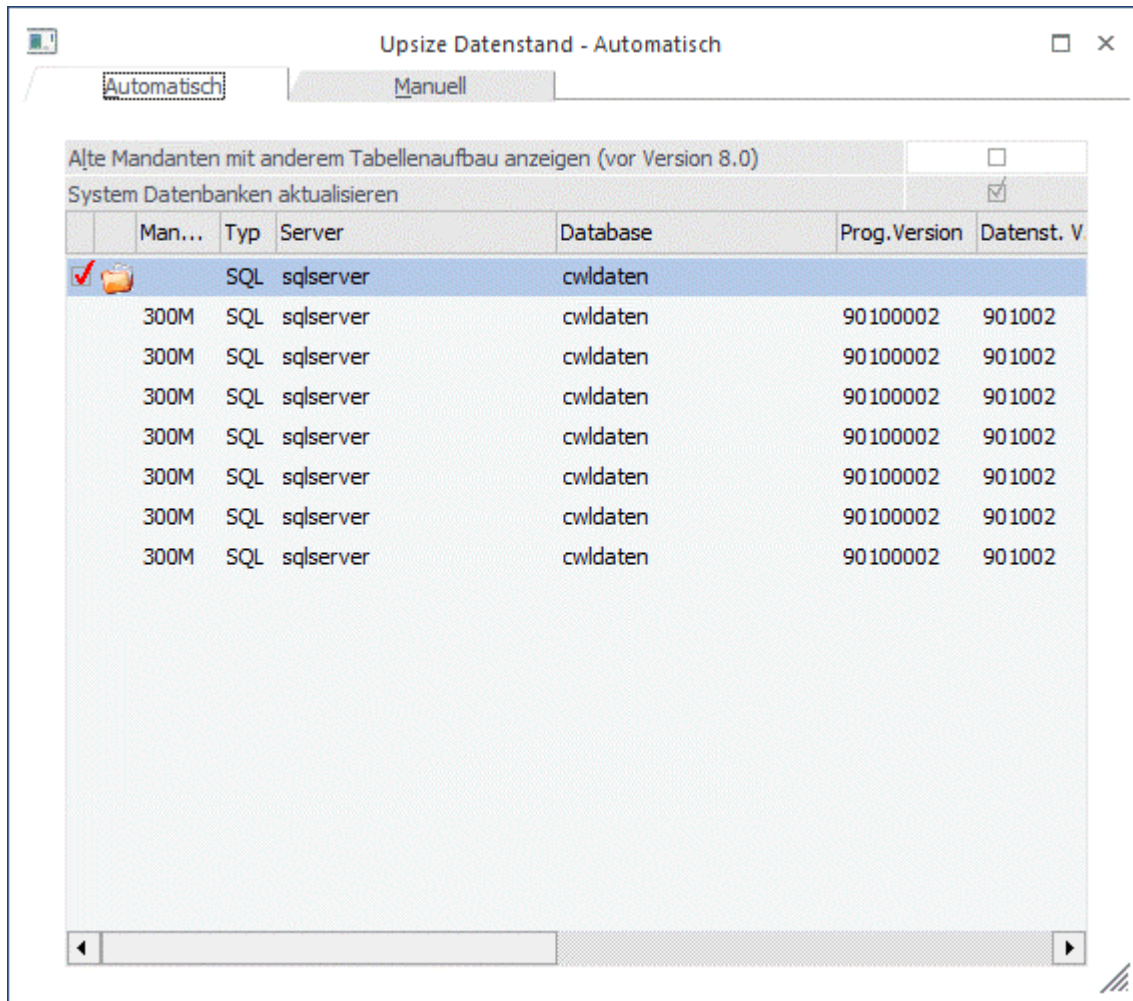 Upsize Datenstand - Automatisch
Automatisch Manuell
Alte Mandanten mit anderem Tabellenaufbau anzeigen (vor Version 8.0)
System Datenbanken aktualisieren
Man... Typ Server Database Prog.Version Datenst. V.
SQL sqlserver cwldaten
300M SQL sqlserver cwldaten 90100002 901002
300M SQL sqlserver cwldaten 90100002 901002
300M SQL sqlserver cwldaten 90100002 901002
300M SQL sqlserver cwldaten 90100002 901002
300M SQL sqlserver cwldaten 90100002 901002
300M SQL sqlserver cwldaten 90100002 901002
300M SQL sqlserver cwldaten 90100002 901002